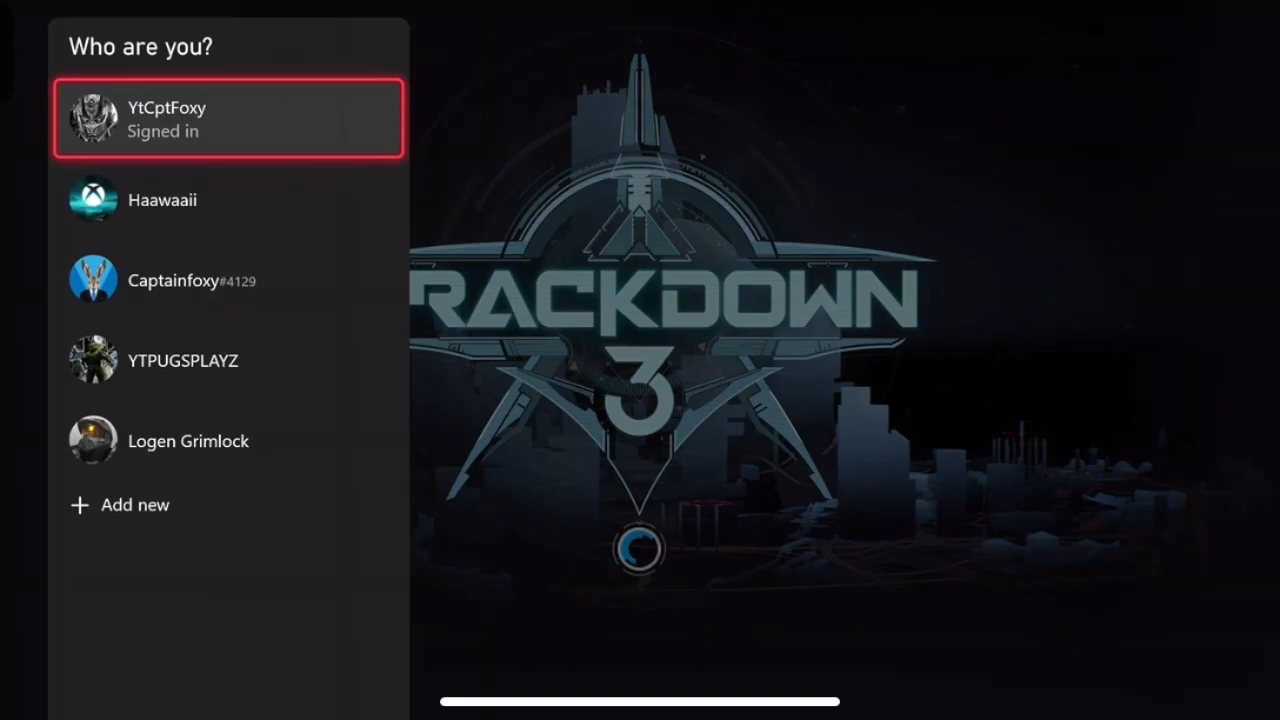 Who are you?
YtCptFoxy
Signed in
Haawaaii
Captainfoxy#4129
YTPUGSPLAYZ
Logen Grimlock
+ Add new
RACKDOWN
3